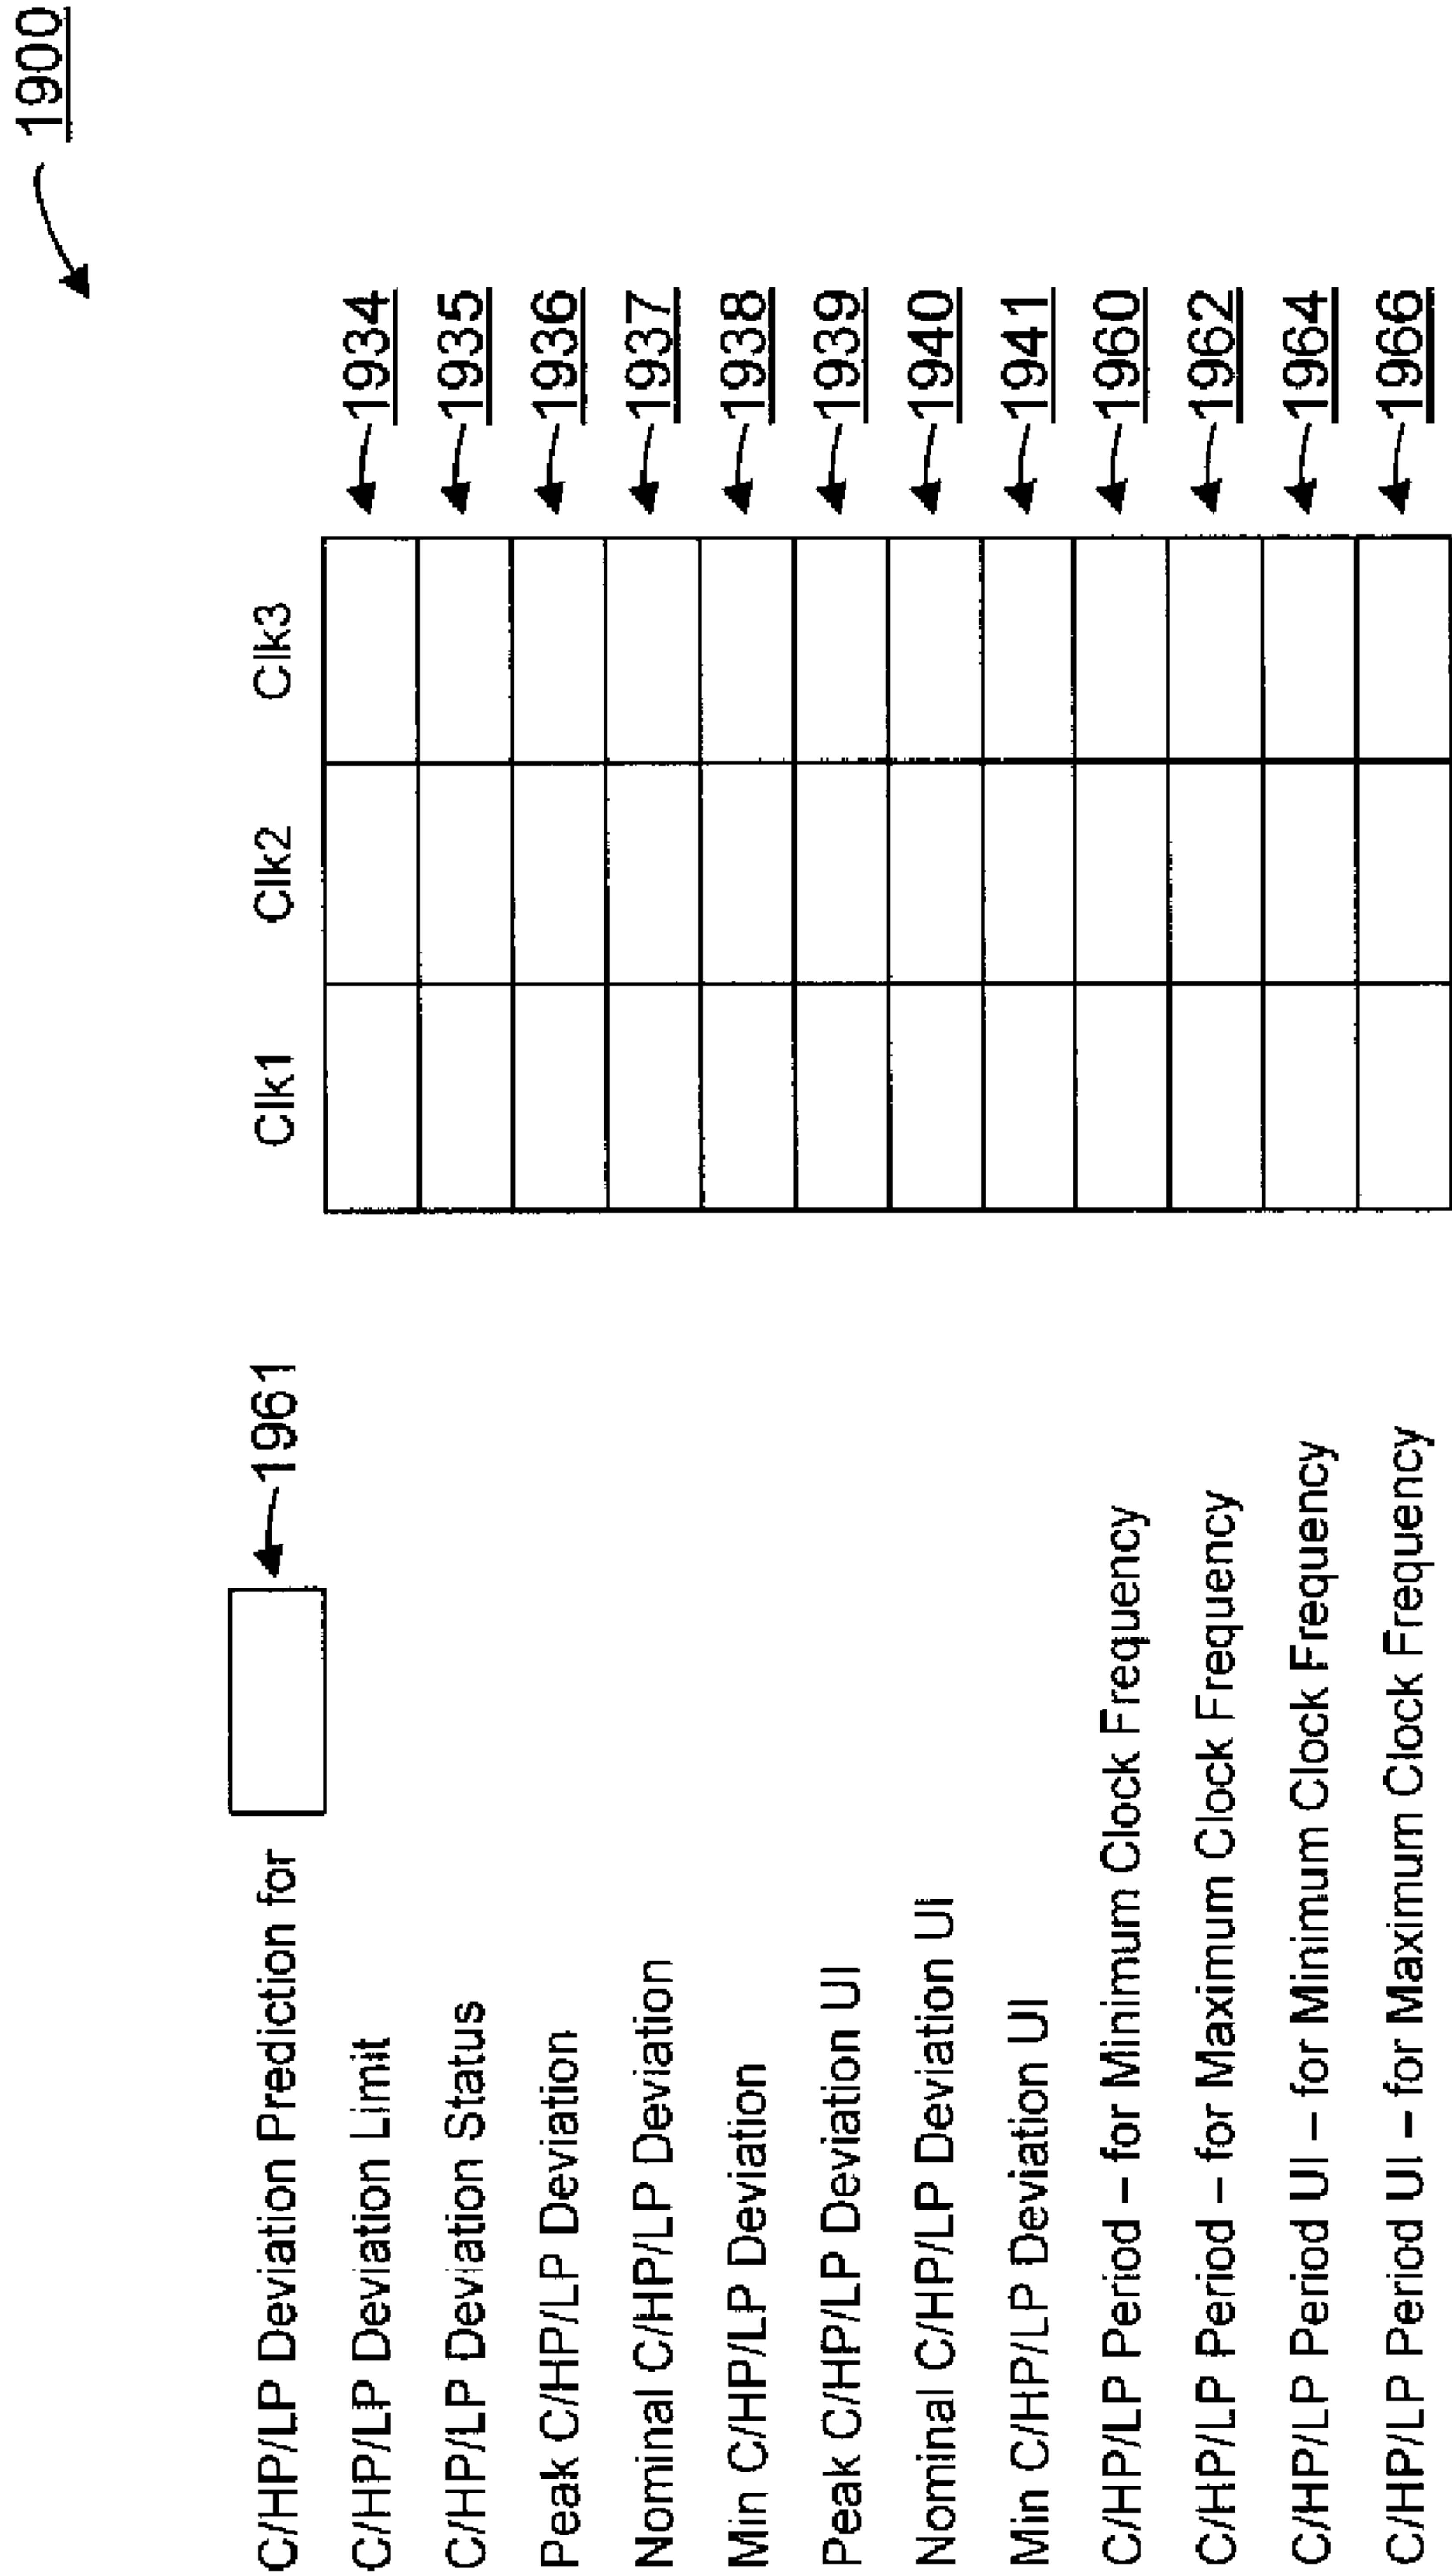 1900
C/HP/LP Deviation Prediction for 1961
Clk1 Clk2 Clk3
C/HP/LP Deviation Limit 1934
C/HP/LP Deviation Status 1935
Peak C/HP/LP Deviation 1936
Nominal C/HP/LP Deviation 1937
Min C/HP/LP Deviation 1938
Peak C/HP/LP Deviation UI 1939
Nominal C/HP/LP Deviation UI 1940
Min C/HP/LP Deviation UI 1941
C/HP/LP Period – for Minimum Clock Frequency 1960
C/HP/LP Period – for Maximum Clock Frequency 1962
C/HP/LP Period UI – for Minimum Clock Frequency 1964
C/HP/LP Period UI – for Maximum Clock Frequency 1966